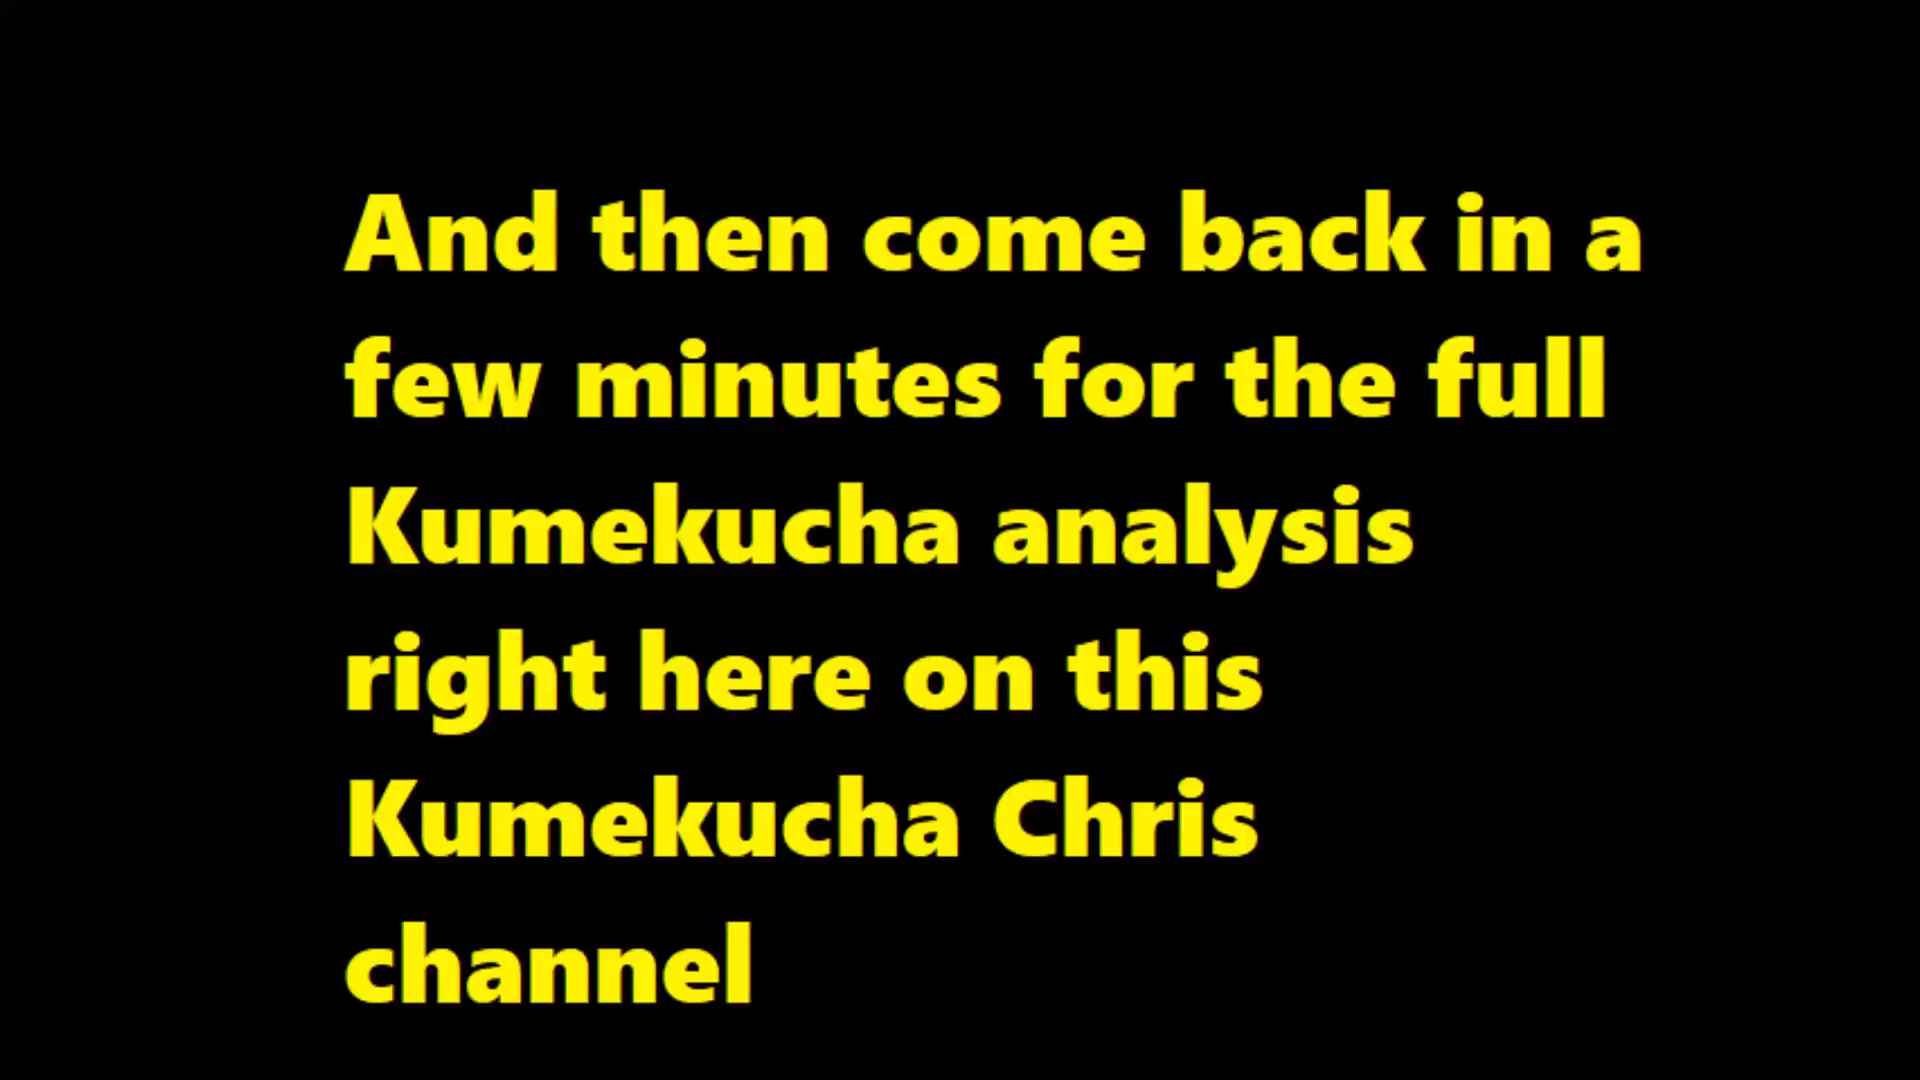 And then come back in a
few minutes for the full
Kumekucha analysis
right here on this
Kumekucha Chris
channel